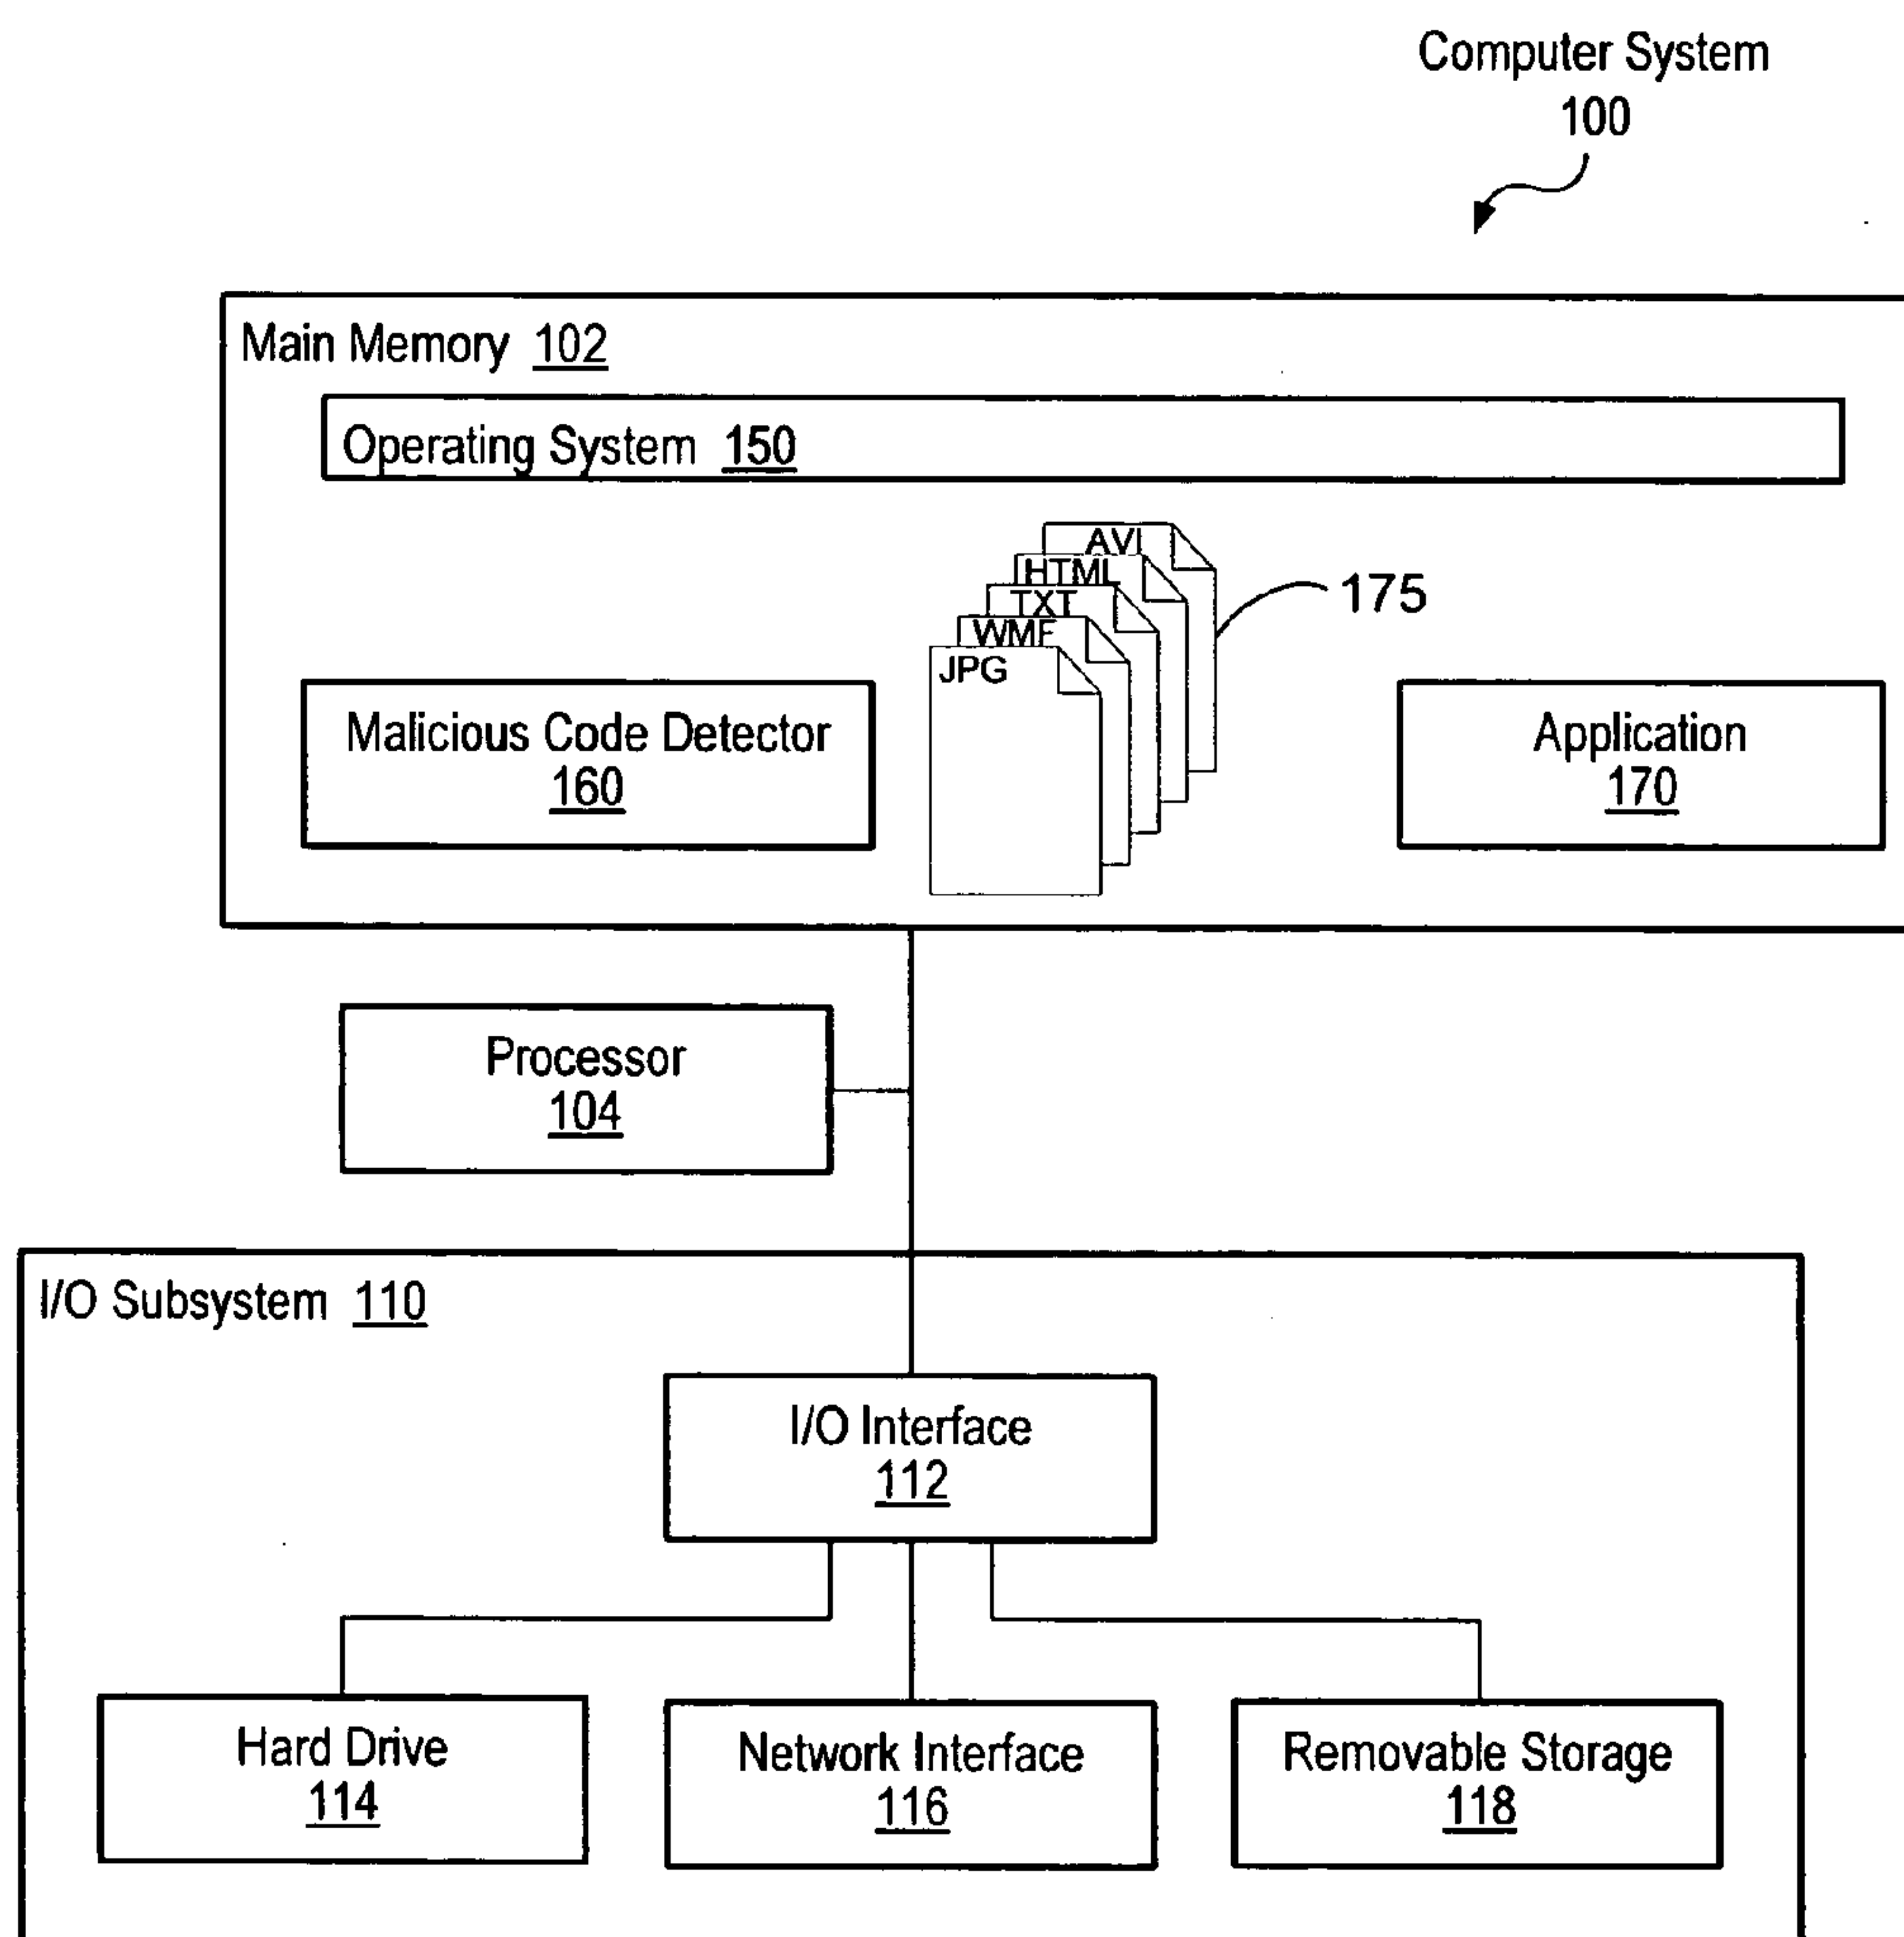 Computer System
100
Main Memory 102
Operating System 150
AVI
HTML
TXT
WMF
JPG
175
Malicious Code Detector
160
Application
170
Processor
104
I/O Subsystem 110
I/O Interface
112
Hard Drive
114
Network Interface
116
Removable Storage
118